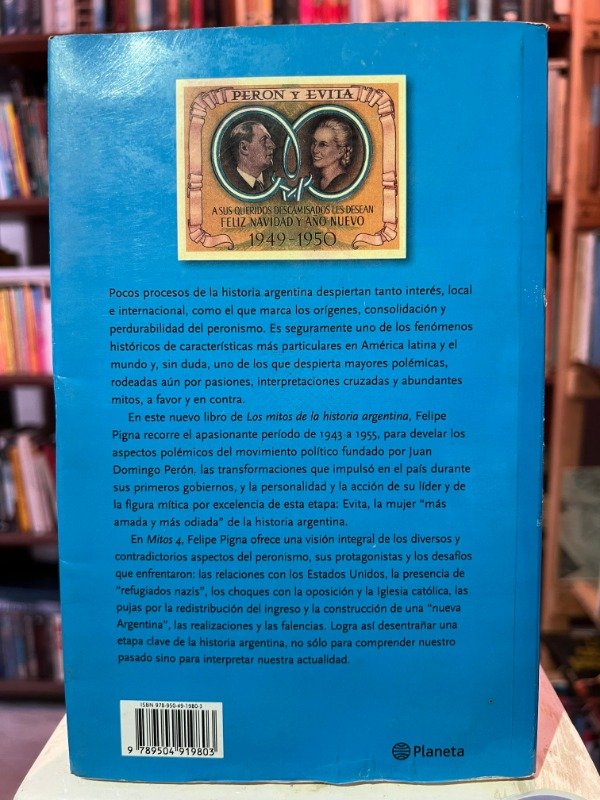 PERON Y EVITA
A SUS QUERIDOS DESCAMISADOS LES DESEAN
FELIZ NAVIDAD Y AÑO NUEVO
1949-1950
Pocos procesos de la historia argentina despiertan tanto interés, local
e internacional, como el que marca los orígenes, consolidación y
perdurabilidad del peronismo. Es seguramente uno de los fenómenos
históricos de características más particulares en América latina y el
mundo y, sin duda, uno de los que despierta mayores polémicas,
rodeadas aún por pasiones, interpretaciones cruzadas y abundantes
mitos, a favor y en contra.
En este nuevo libro de Los mitos de la historia argentina, Felipe
Pigna recorre el apasionante período de 1943 a 1955, para develar los
aspectos polémicos del movimiento político fundado por Juan
Domingo Perón, las transformaciones que impulsó en el país durante
sus primeros gobiernos, y la personalidad y la acción de su líder y de
la figura mítica por excelencia de esta etapa: Evita, la mujer "más
amada y más odiada" de la historia argentina.
En Mitos 4, Felipe Pigna ofrece una visión integral de los diversos y
contradictorios aspectos del peronismo, sus protagonistas y los desafíos
que enfrentaron: las relaciones con los Estados Unidos, la presencia de
"refugiados nazis", los choques con la oposición y la Iglesia católica, las
pujas por la redistribución del ingreso y la construcción de una "nueva
Argentina", las realizaciones y las falencias. Logra así desentrañar una
etapa clave de la historia argentina, no sólo para comprender nuestro
pasado sino para interpretar nuestra actualidad.
ISBN 978-950-49-1980-3
9 789504 919803
Planeta